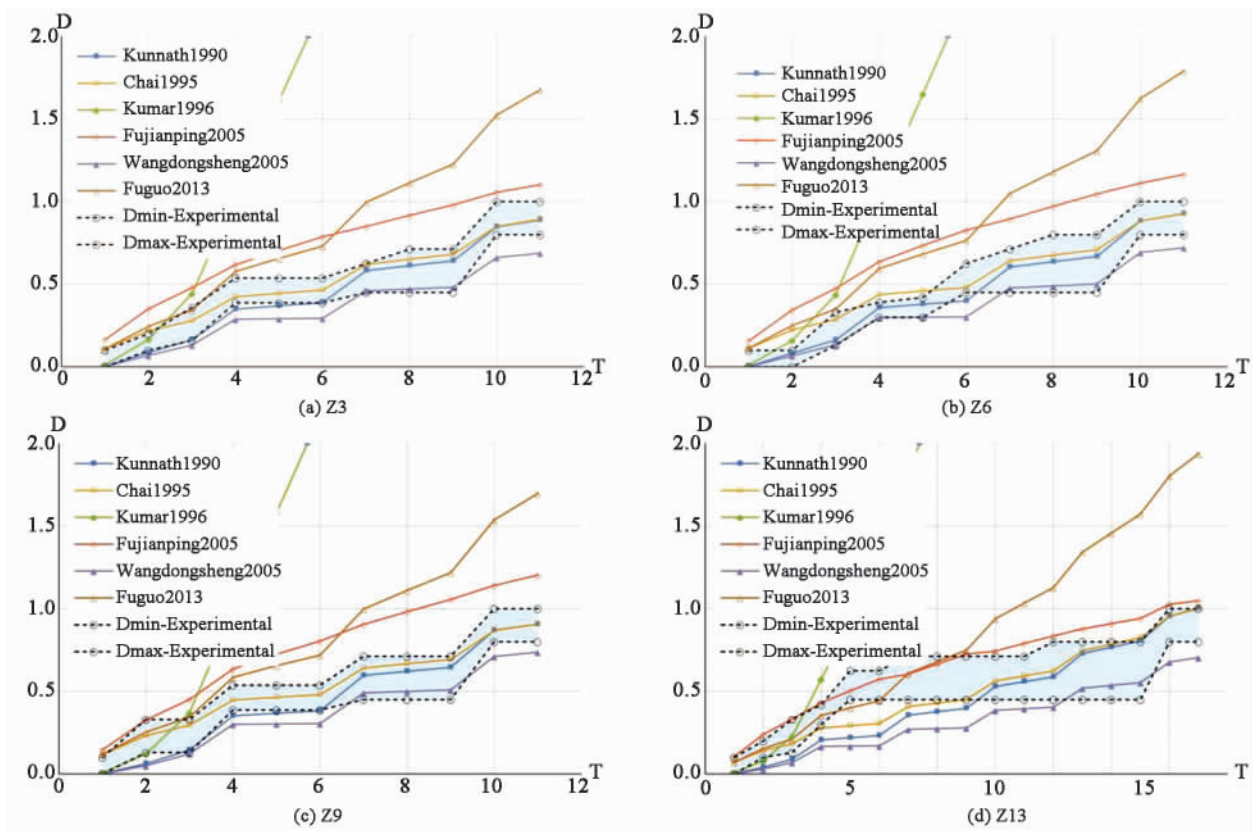 D
2.0
1.5
1.0
0.5
0.0
Kunnath1990
Chai1995
Kumar1996
Fujianping2005
Wangdongsheng2005
Fuguo2013
Dmin-Experimental
Dmax-Experimental
0 2 4 6 8 10 12
T
(a) Z3
D
2.0
1.5
1.0
0.5
0.0
Kunnath1990
Chai1995
Kumar1996
Fujianping2005
Wangdongsheng2005
Fuguo2013
Dmin-Experimental
Dmax-Experimental
0 2 4 6 8 10 12
T
(b) Z6
D
2.0
1.5
1.0
0.5
0.0
Kunnath1990
Chai1995
Kumar1996
Fujianping2005
Wangdongsheng2005
Fuguo2013
Dmin-Experimental
Dmax-Experimental
0 2 4 6 8 10 12
T
(c) Z9
D
2.0
1.5
1.0
0.5
0.0
Kunnath1990
Chai1995
Kumar1996
Fujianping2005
Wangdongsheng2005
Fuguo2013
Dmin-Experimental
Dmax-Experimental
0 5 10 15
T
(d) Z13